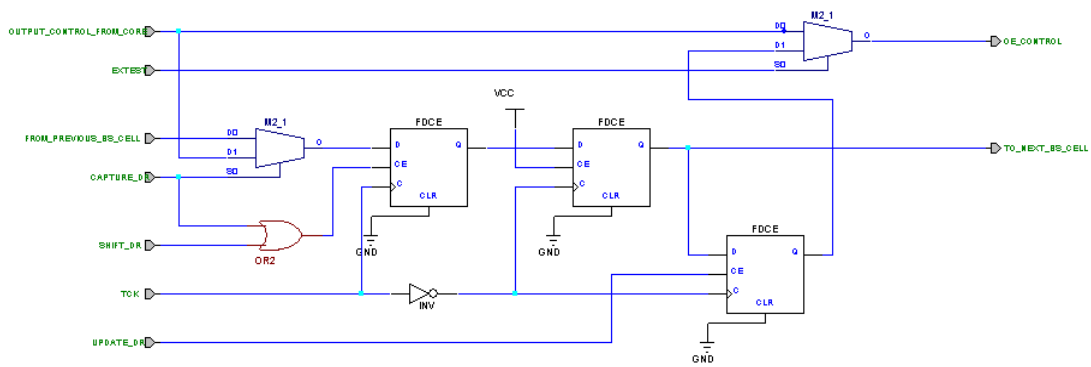 M2_1
OUTPUT_CONTROL_FROM_CORE
D0
O
OE_CONTROL
D1
EXTEST
S0
VCC
M2_1
FDCE
FDCE
FROM_PREVIOUS_BS_CELL
D0
O
D
Q
D
Q
TO_NEXT_BS_CELL
D1
CE
CE
CAPTURE_DR
S0
C
C
CLR
CLR
FDCE
SHIFT_DR
GND
GND
D
Q
OR2
CE
TCK
C
INV
CLR
UPDATE_DR
GND